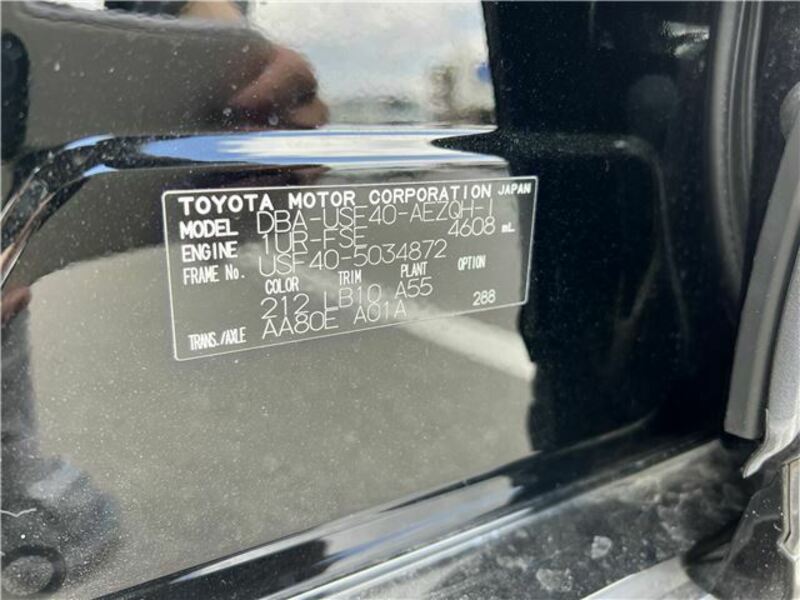 TOYOTA MOTOR CORPORATION JAPAN
MODEL DBA-USF40-AEZQH-I
ENGINE 1UR-FSE 4608 mL
FRAME No. USF40-5034872
COLOR TRIM PLANT OPTION
212 LB10 A55 288
TRANS./AXLE AA80E A01A